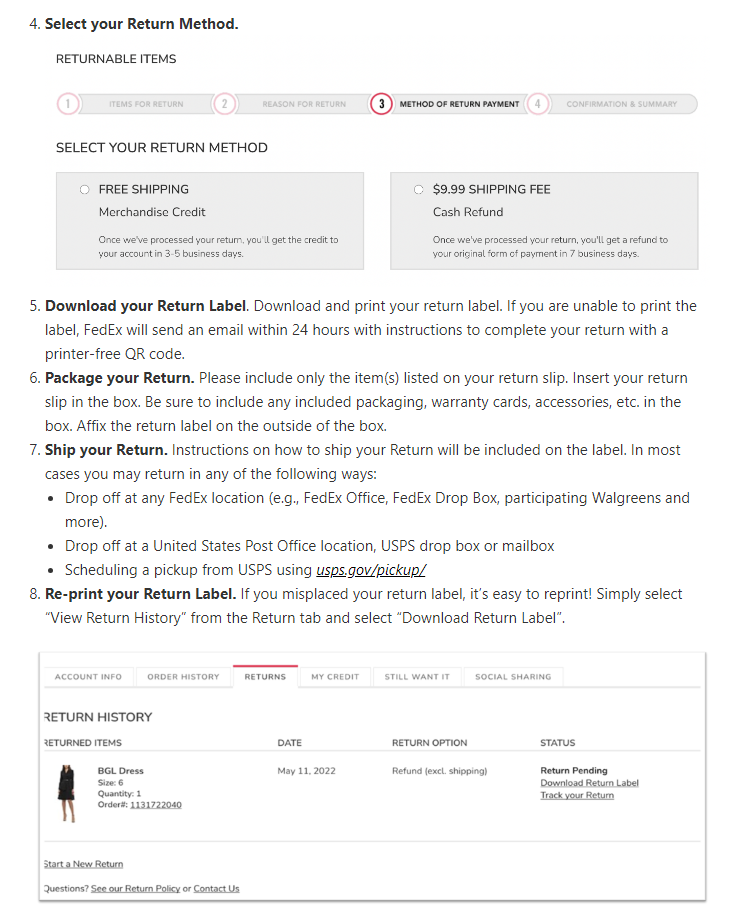 4. Select your Return Method.
RETURNABLE ITEMS
1 ITEMS FOR RETURN 2 REASON FOR RETURN 3 METHOD OF RETURN PAYMENT 4 CONFIRMATION & SUMMARY
SELECT YOUR RETURN METHOD
FREE SHIPPING
Merchandise Credit
Once we've processed your return, you'll get the credit to
your account in 3-5 business days.
$9.99 SHIPPING FEE
Cash Refund
Once we've processed your return, you'll get a refund to
your original form of payment in 7 business days.
5. Download your Return Label. Download and print your return label. If you are unable to print the
label, FedEx will send an email within 24 hours with instructions to complete your return with a
printer-free QR code.
6. Package your Return. Please include only the item(s) listed on your return slip. Insert your return
slip in the box. Be sure to include any included packaging, warranty cards, accessories, etc. in the
box. Affix the return label on the outside of the box.
7. Ship your Return. Instructions on how to ship your Return will be included on the label. In most
cases you may return in any of the following ways:
• Drop off at any FedEx location (e.g., FedEx Office, FedEx Drop Box, participating Walgreens and
more).
• Drop off at a United States Post Office location, USPS drop box or mailbox
• Scheduling a pickup from USPS using usps.gov/pickup/
8. Re-print your Return Label. If you misplaced your return label, it’s easy to reprint! Simply select
“View Return History” from the Return tab and select “Download Return Label”.
ACCOUNT INFO ORDER HISTORY RETURNS MY CREDIT STILL WANT IT SOCIAL SHARING
RETURN HISTORY
RETURNED ITEMS DATE RETURN OPTION STATUS
BGL Dress May 11, 2022 Refund (excl. shipping) Return Pending
Size: 6 Download Return Label
Quantity: 1 Track your Return
Order#: 1131722040
Start a New Return
Questions? See our Return Policy or Contact Us